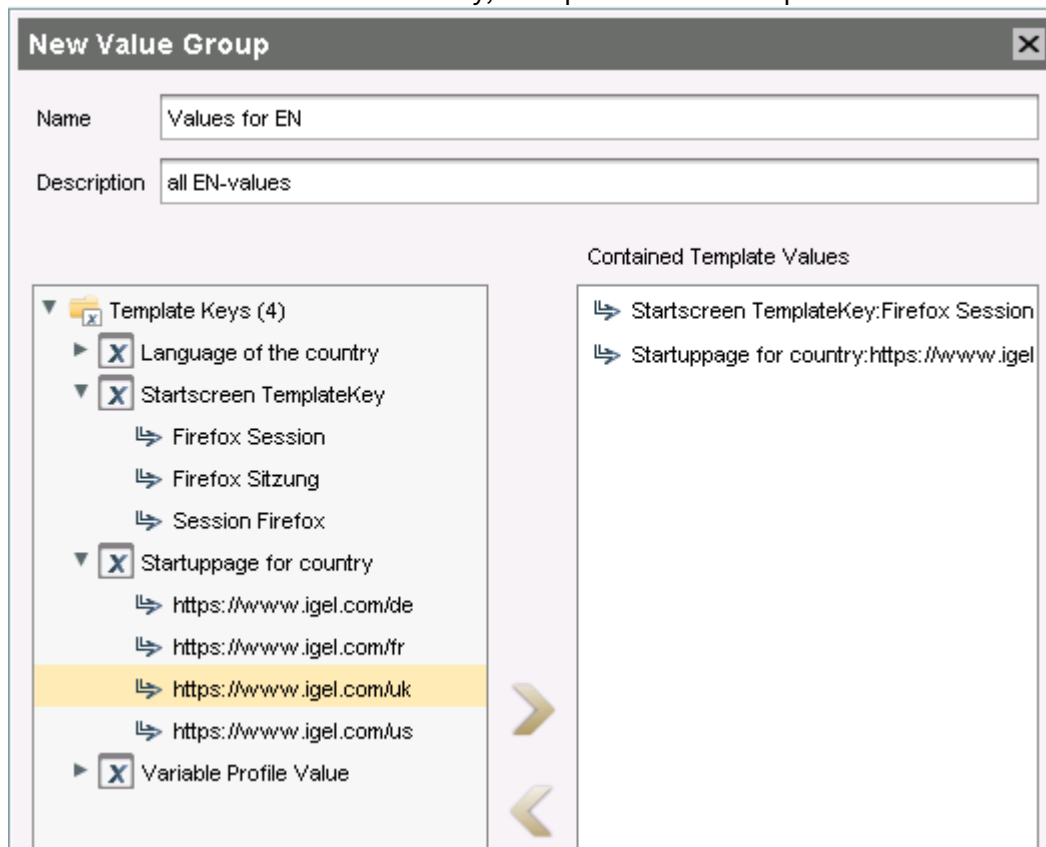 New Value Group
Name
Values for EN
Description
all EN-values
Contained Template Values
Template Keys (4)
Language of the country
Startscreen TemplateKey
Firefox Session
Firefox Sitzung
Session Firefox
Startuppage for country
https://www.igel.com/de
https://www.igel.com/fr
https://www.igel.com/uk
https://www.igel.com/us
Variable Profile Value
Startscreen TemplateKey:Firefox Session
Startuppage for country:https://www.igel